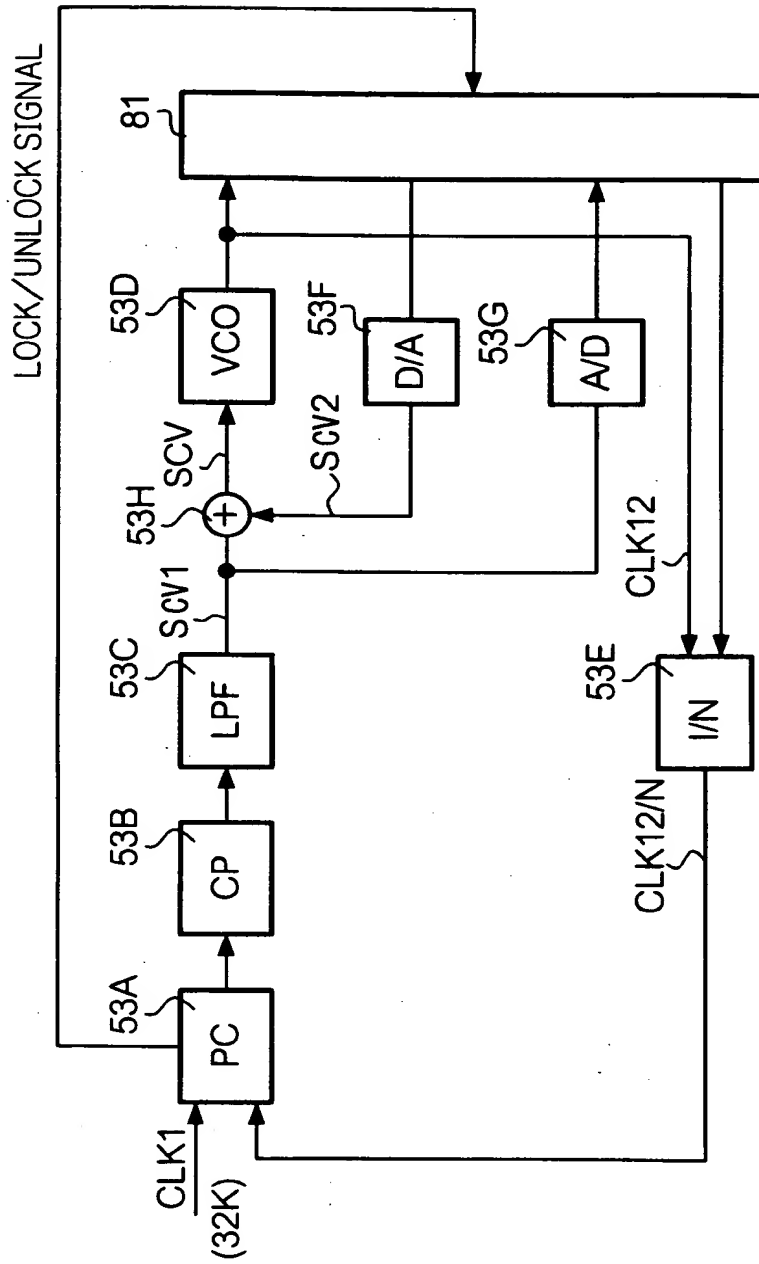 LOCK/UNLOCK SIGNAL
CLK1
(32K)
53A
PC
53B
CP
53C
LPF
SCV1
53H
+
SCV
53D
VCO
81
SCV2
53F
D/A
53G
A/D
CLK12
53E
I/N
CLK12/N